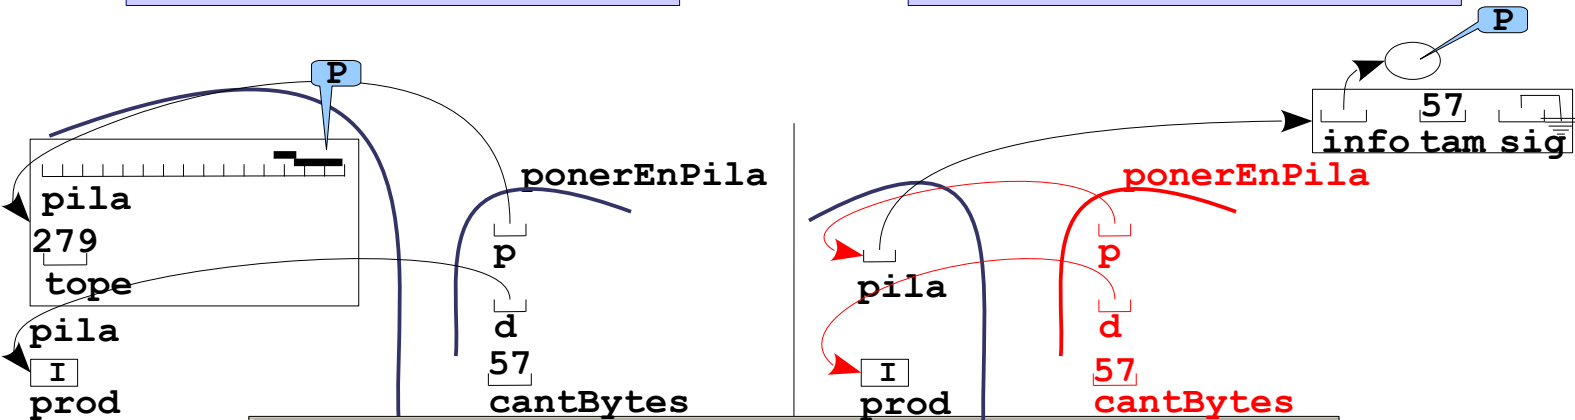 P
ponerEnPila
pila
279
tope
p
pila
d
I
57
prod
cantBytes
P
57
info tam sig
ponerEnPila
p
pila
d
I
57
prod
cantBytes